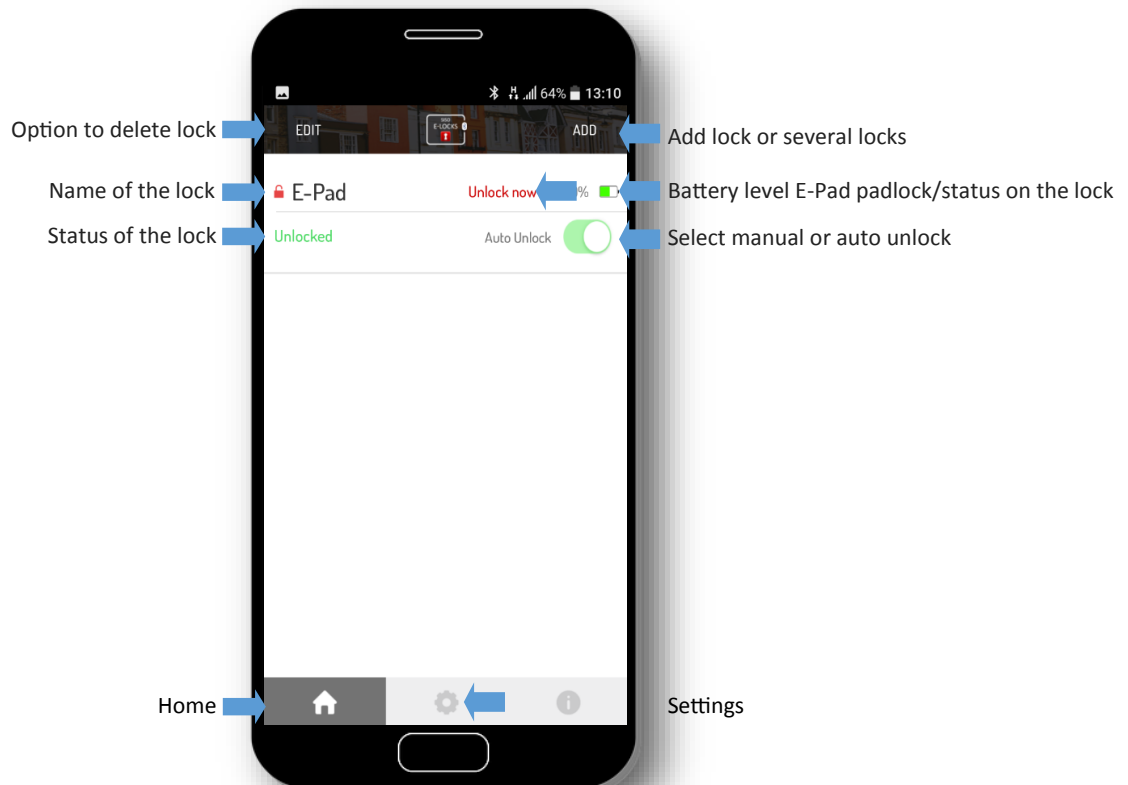 64% 13:10
Option to delete lock
EDIT
E-LOCKS
ADD
Add lock or several locks
Name of the lock
E-Pad
Unlock now
%
Battery level E-Pad padlock/status on the lock
Status of the lock
Unlocked
Auto Unlock
Select manual or auto unlock
Home
Settings